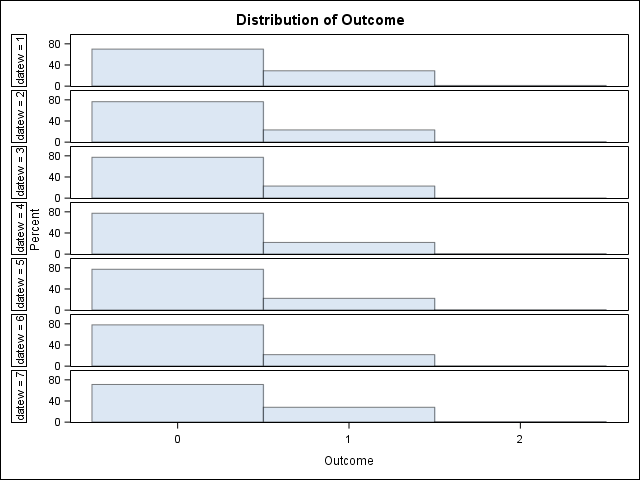 Distribution of Outcome
datew = 1
80
40
0
datew = 2
80
40
0
datew = 3
80
40
0
datew = 4
80
40
0
Percent
datew = 5
80
40
0
datew = 6
80
40
0
datew = 7
80
40
0
0 1 2
Outcome